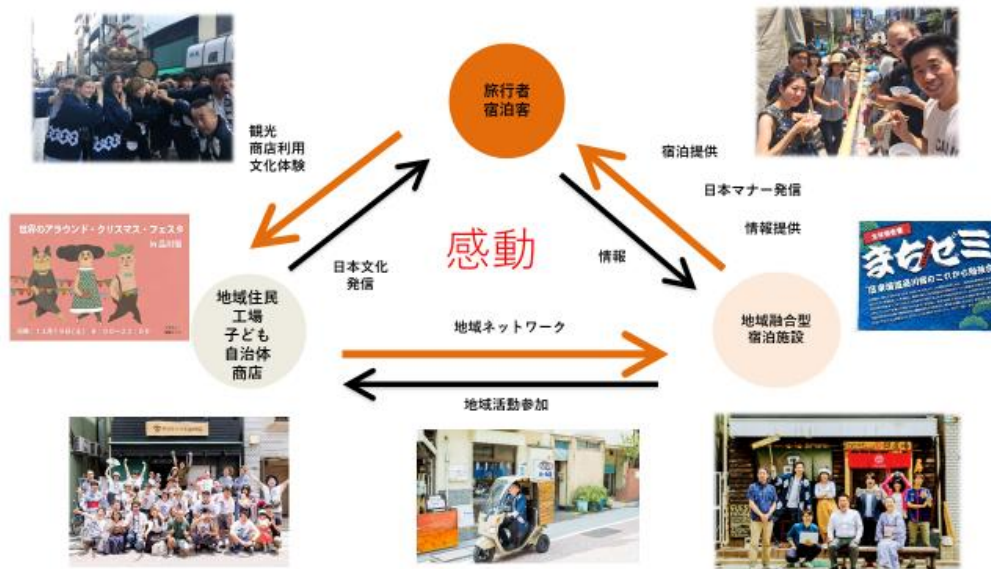 旅行者
宿泊客
観光
商店利用
文化体験
宿泊提供
日本マナー発信
情報提供
世界のアラウンド・クリスマス・フェスタ
in 品川宿
感動
日本文化
発信
情報
まちゼミ
地域住民
工場
子ども
自治体
商店
地域ネットワーク
地域融合型
宿泊施設
地域活動参加